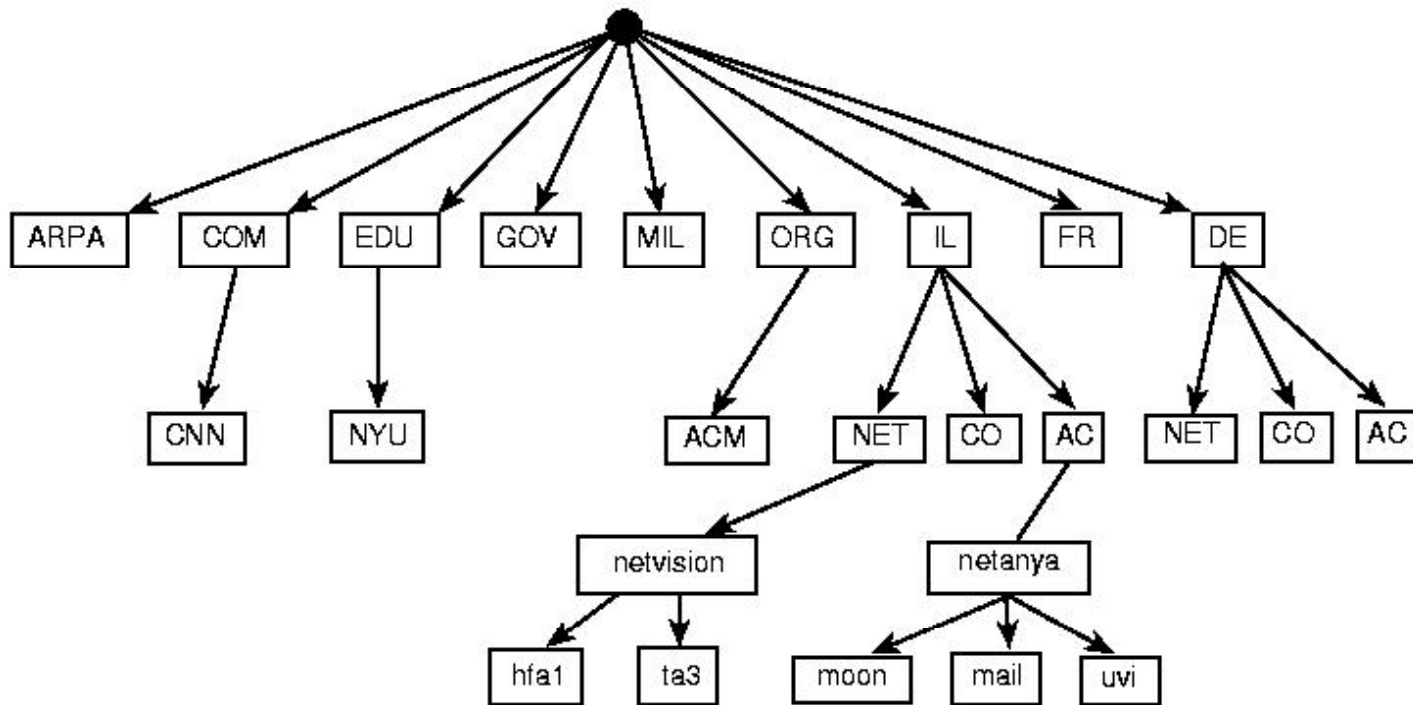 ARPA COM EDU GOV MIL ORG IL FR DE
CNN NYU ACM NET CO AC NET CO AC
netvision netanya
hfa1 ta3 moon mail uvi